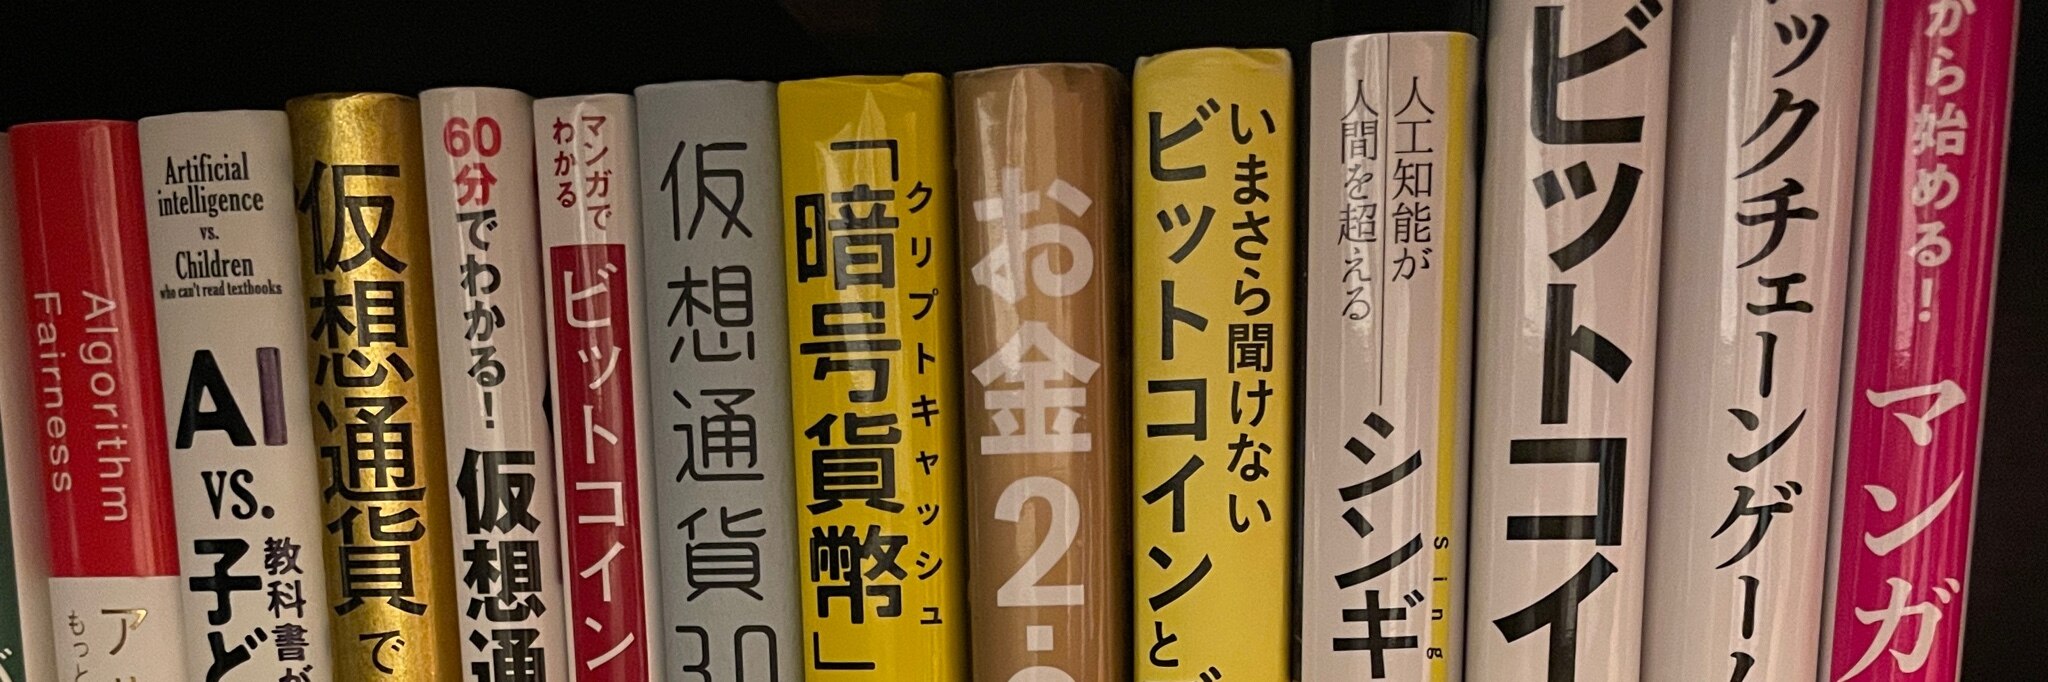 Algorithm
Fairness
ア
もっと
Artificial
intelligence
vs.
Children
who can't read textbooks
AI
vs.
教科書が
子ど
仮想通貨で
60分でわかる! 仮想通
マンガで
わかる
ビットコイン
仮想通貨3.0
クリプトキャッシュ
「暗号貨幣」
お金2.
いまさら聞けない
ビットコインと
人工知能が
人間を超える
シンギ
Singu
ビットコイ
ックチェーンゲーム
から始める!
マンガ